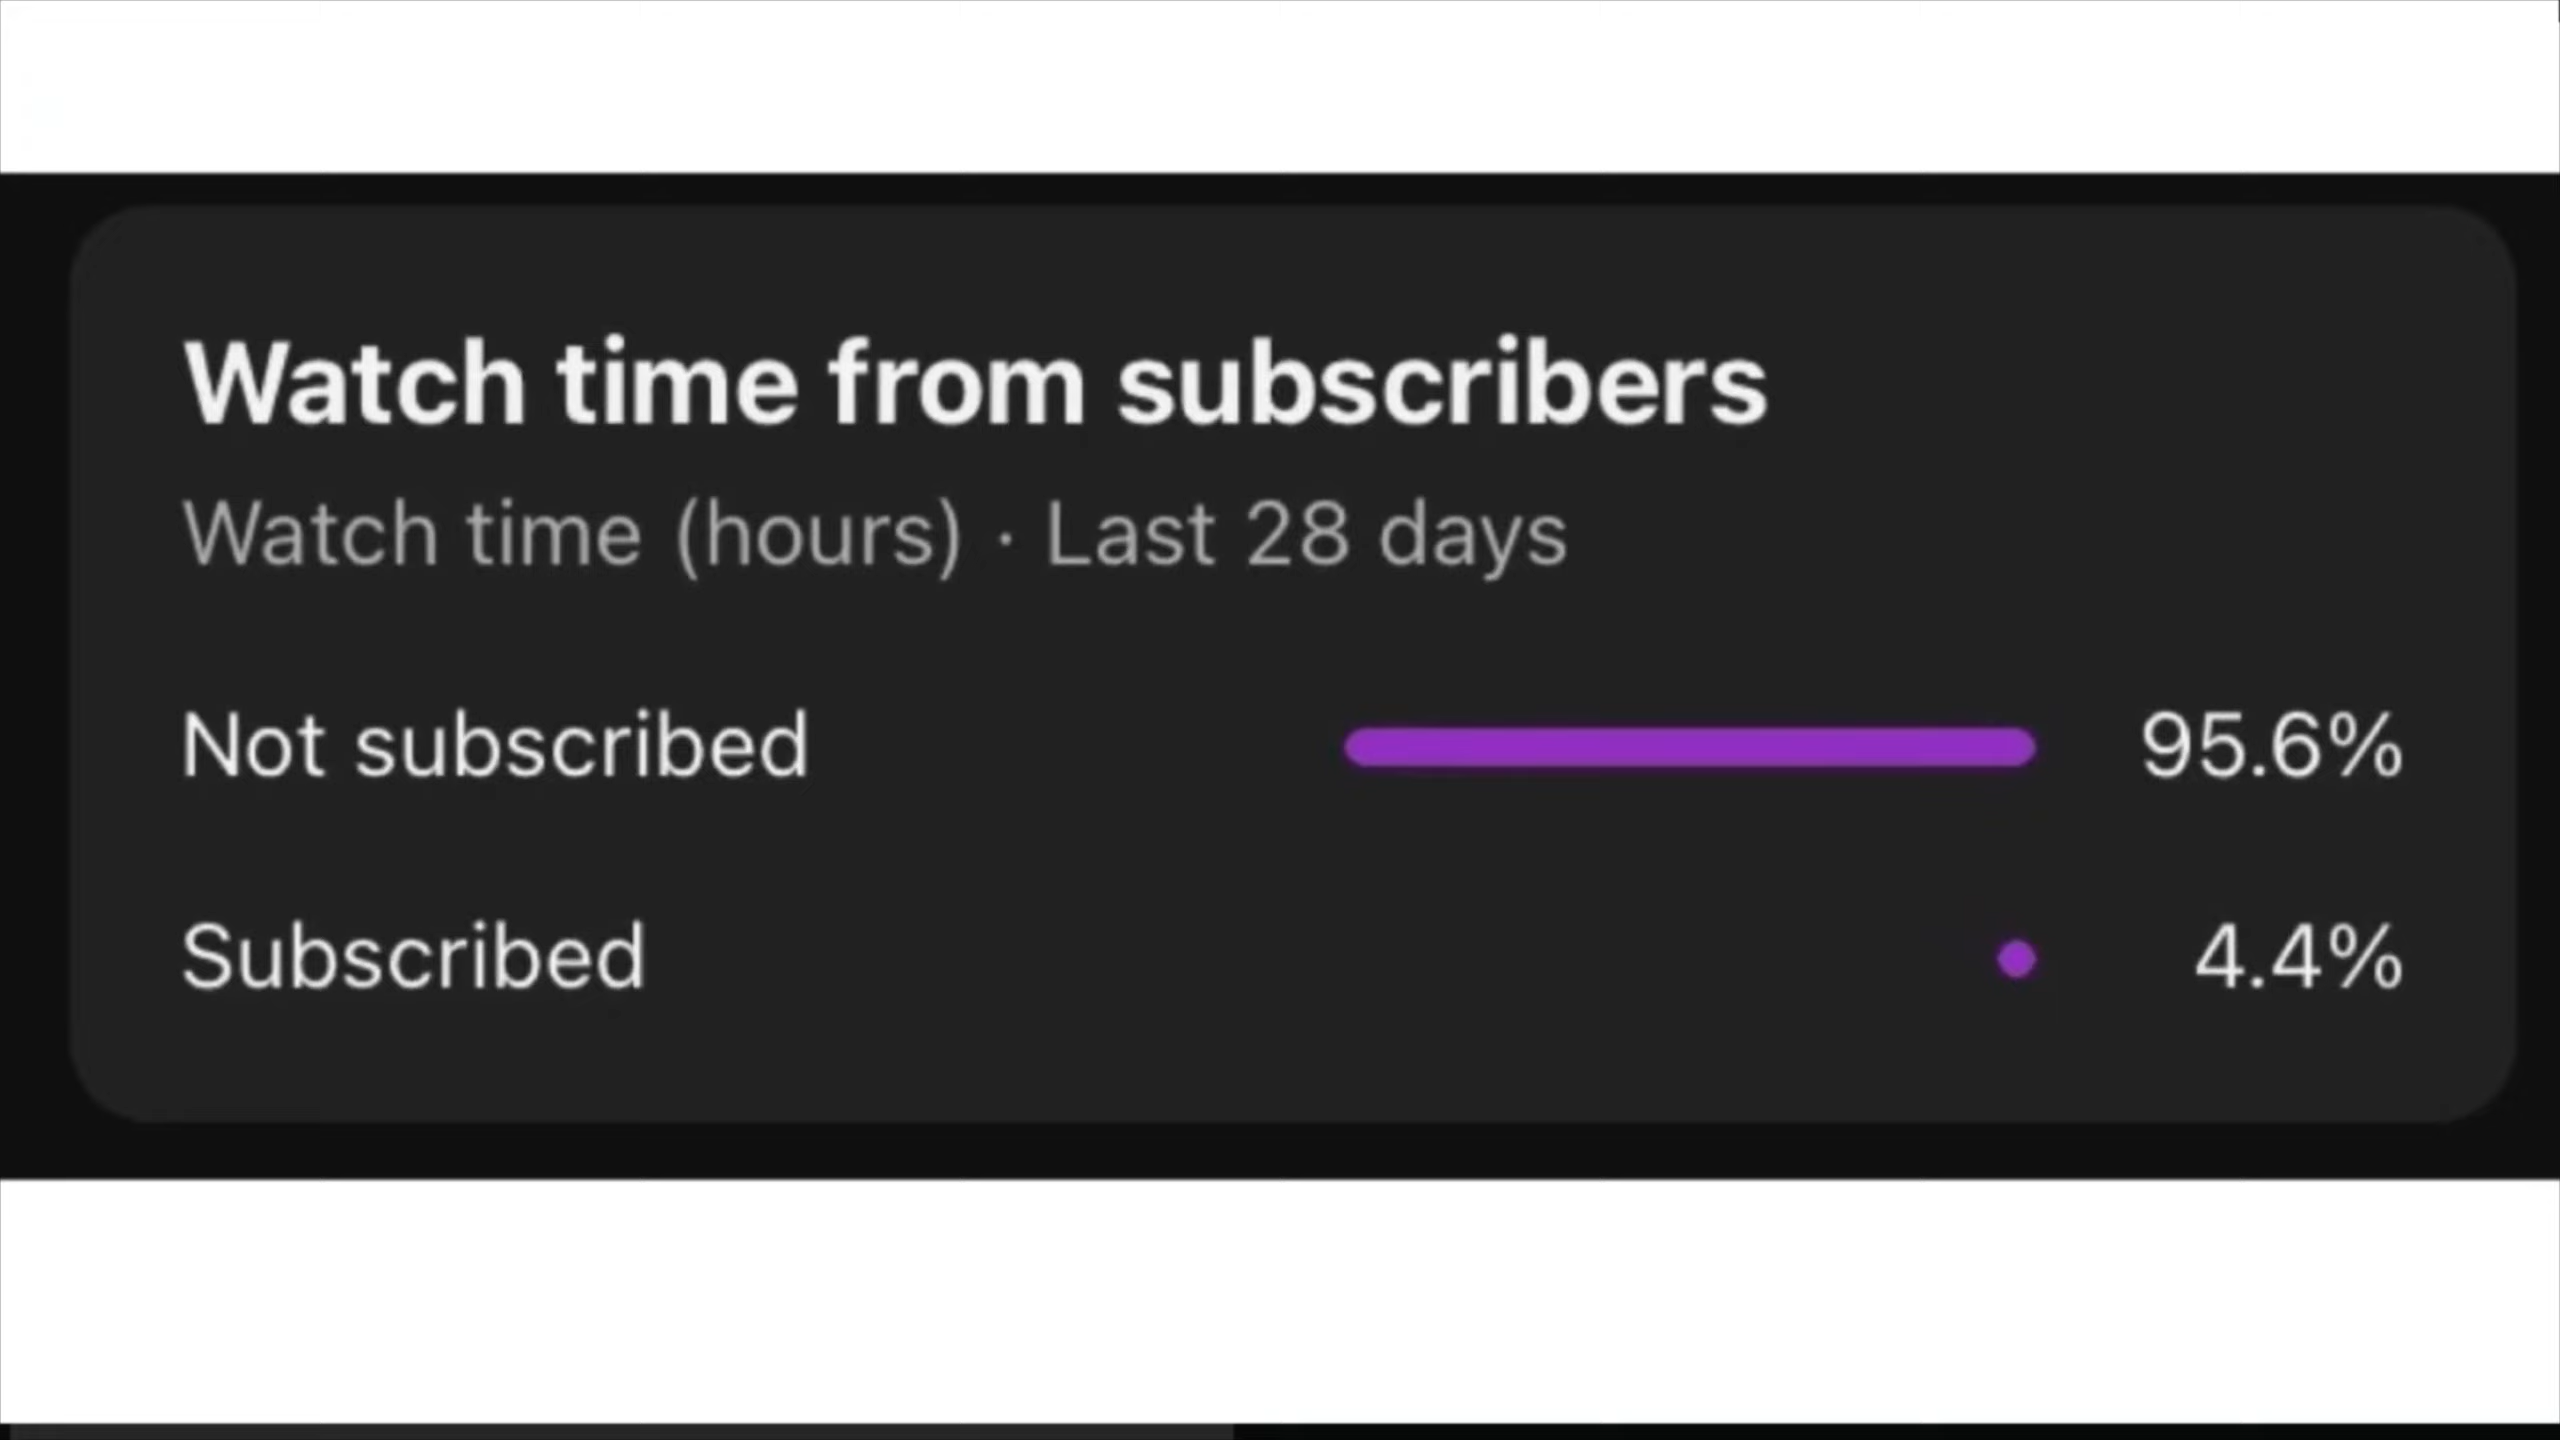 Watch time from subscribers
Watch time (hours) · Last 28 days
Not subscribed 95.6%
Subscribed 4.4%